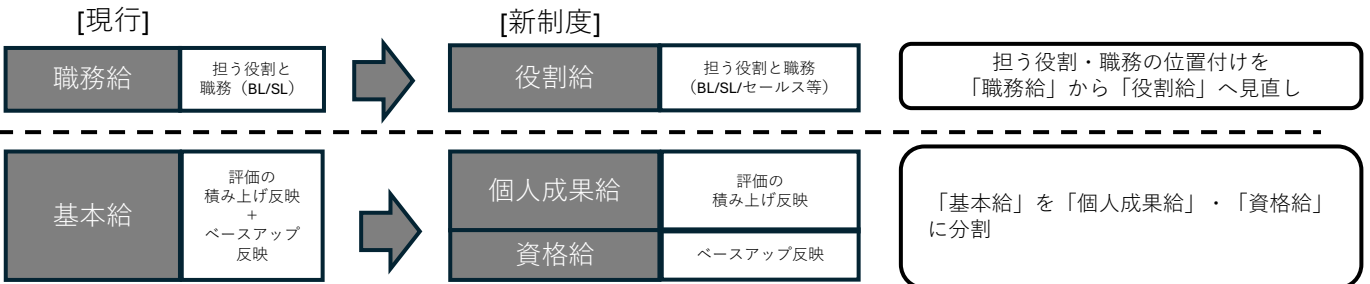 [現行]
[新制度]
職務給
担う役割と
職務（BL/SL）
役割給
担う役割と職務
（BL/SL/セールス等）
担う役割・職務の位置付けを
「職務給」から「役割給」へ見直し
基本給
評価の
積み上げ反映
+
ベースアップ
反映
個人成果給
評価の
積み上げ反映
資格給
ベースアップ反映
「基本給」を「個人成果給」・「資格給」
に分割